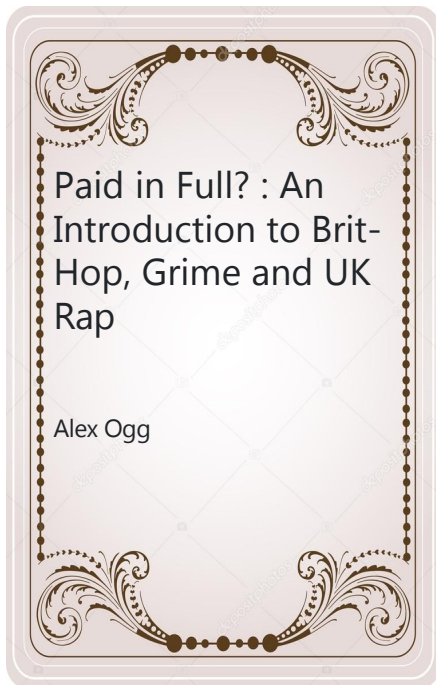 Paid in Full? : An
Introduction to Brit-
Hop, Grime and UK
Rap
Alex Ogg